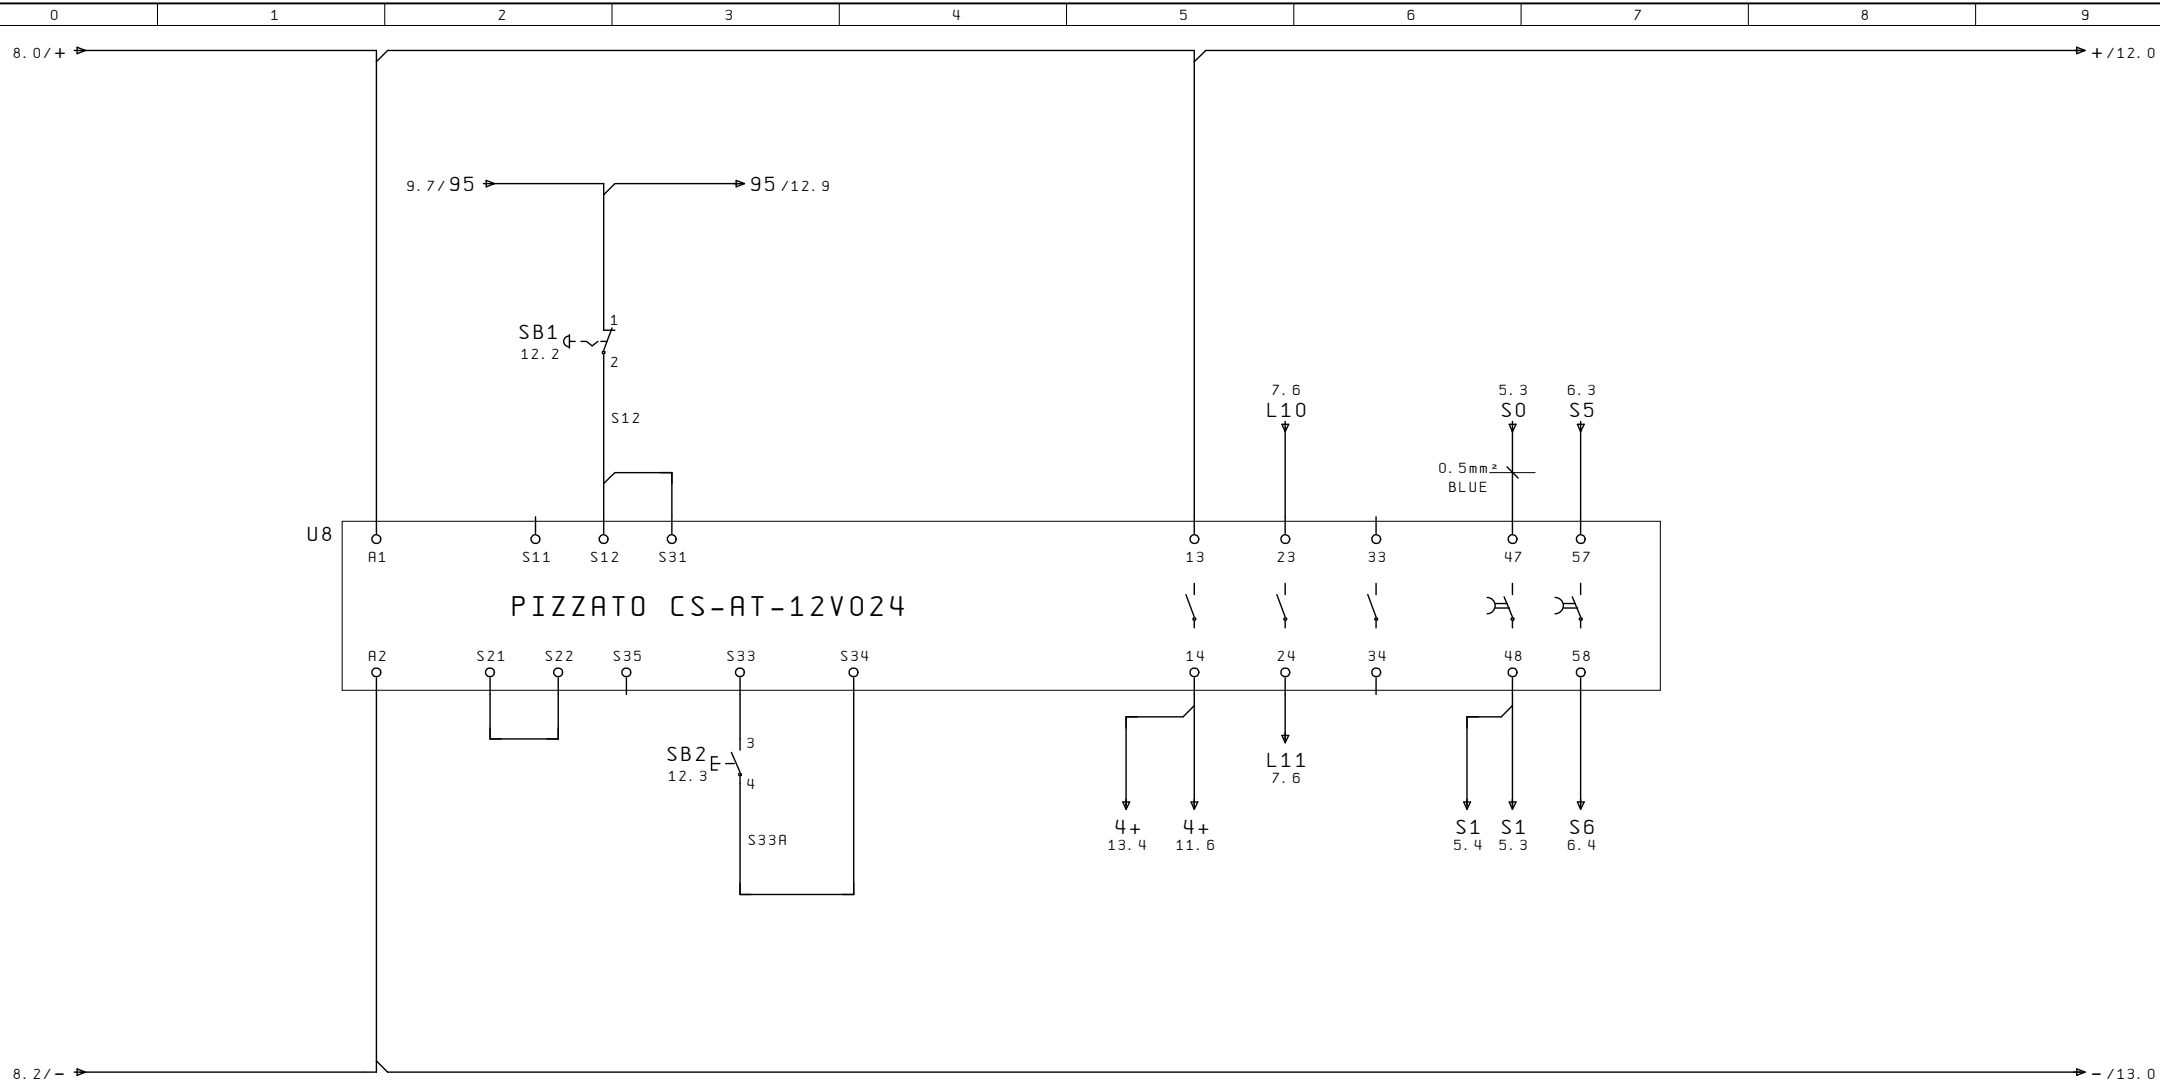 0 1 2 3 4 5 6 7 8 9
8.0/+ +/12.0
9.7/95 95/12.9
SB1 1
12.2 2
7.6 5.3 6.3
L10 S0 S5
S12
0.5mm²
BLUE
U8
A1 S11 S12 S31 13 23 33 47 57
PIZZATO CS-AT-12V024
A2 S21 S22 S35 S33 S34 14 24 34 48 58
SB2 3
12.3 4
L11
7.6
4+ 4+ S1 S1 S6
13.4 11.6 5.4 5.3 6.4
S33A
8.2/- -/13.0